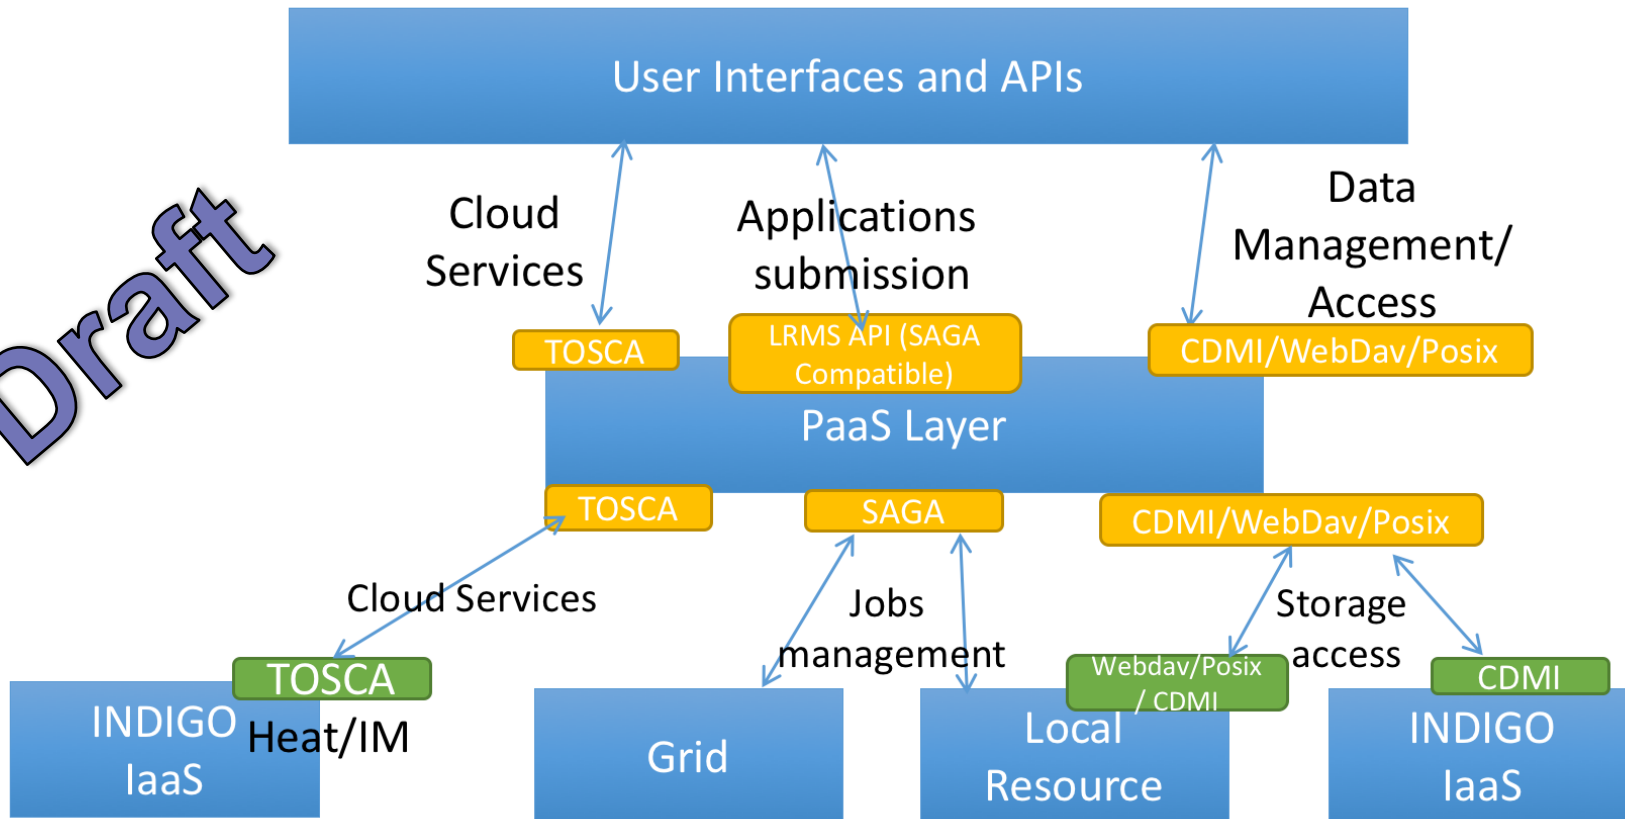 User Interfaces and APIs
Draft
Cloud
Services
Applications
submission
Data
Management/
Access
TOSCA
LRMS API (SAGA
Compatible)
CDMI/WebDav/Posix
PaaS Layer
TOSCA
SAGA
CDMI/WebDav/Posix
Cloud Services
Jobs
management
Storage
access
TOSCA
Heat/IM
INDIGO
IaaS
Grid
Webdav/Posix
/ CDMI
Local
Resource
CDMI
INDIGO
IaaS